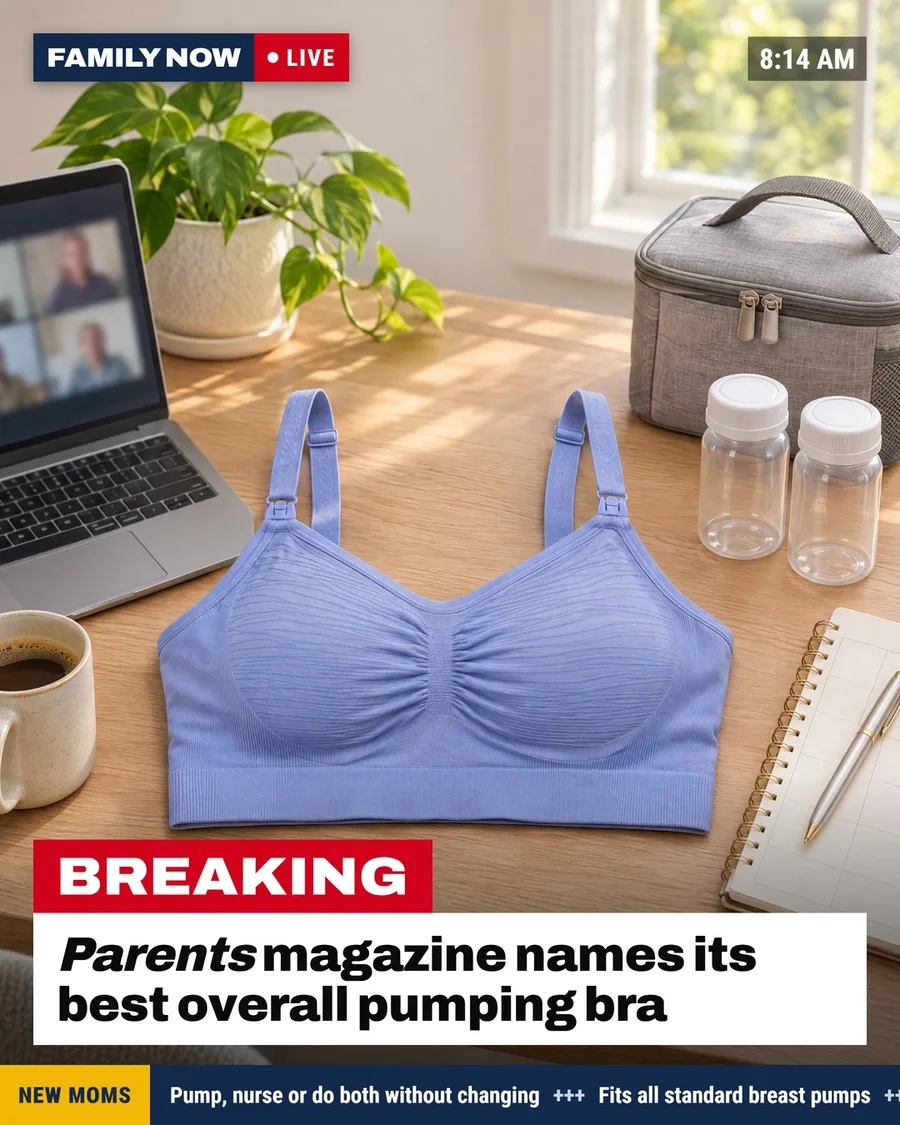 FAMILY NOW • LIVE
8:14 AM
BREAKING
Parents magazine names its
best overall pumping bra
NEW MOMS Pump, nurse or do both without changing +++ Fits all standard breast pumps ++